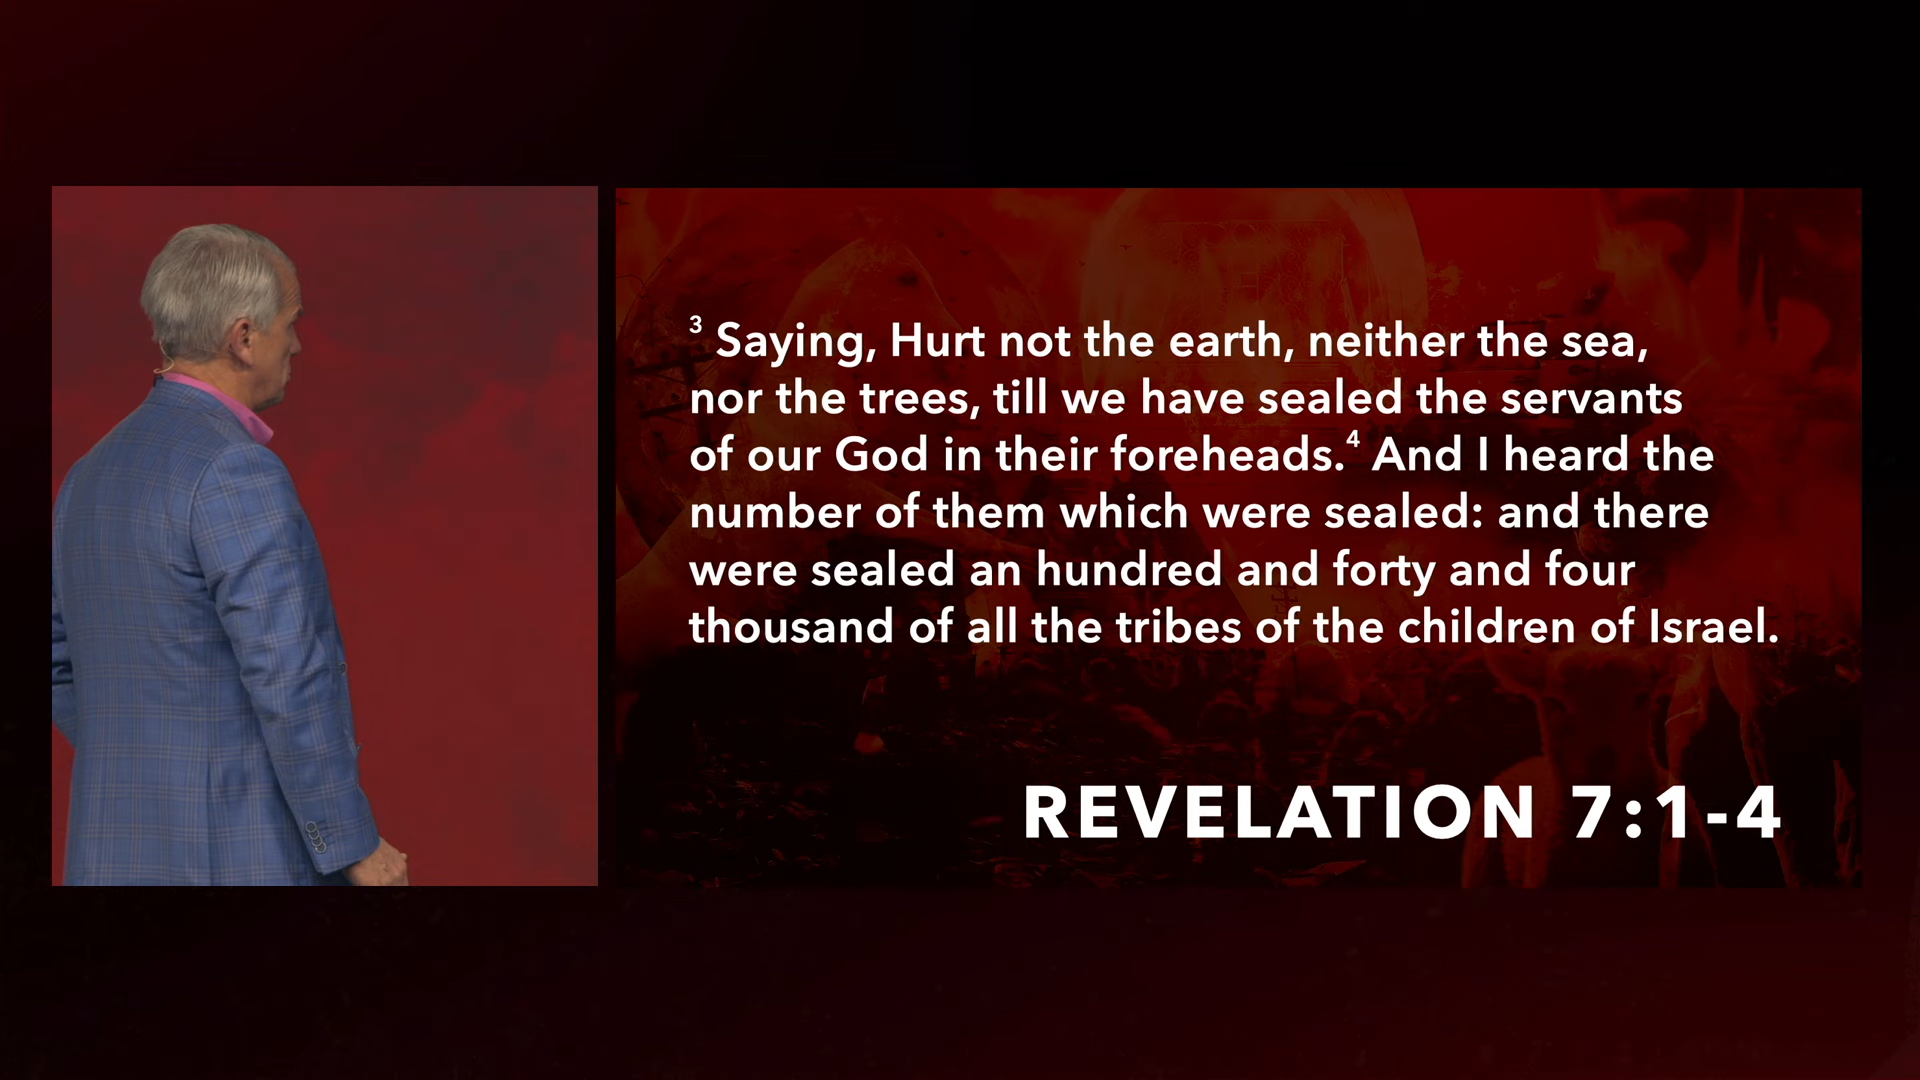 3 Saying, Hurt not the earth, neither the sea,
nor the trees, till we have sealed the servants
of our God in their foreheads.4 And I heard the
number of them which were sealed: and there
were sealed an hundred and forty and four
thousand of all the tribes of the children of Israel.
REVELATION 7:1-4